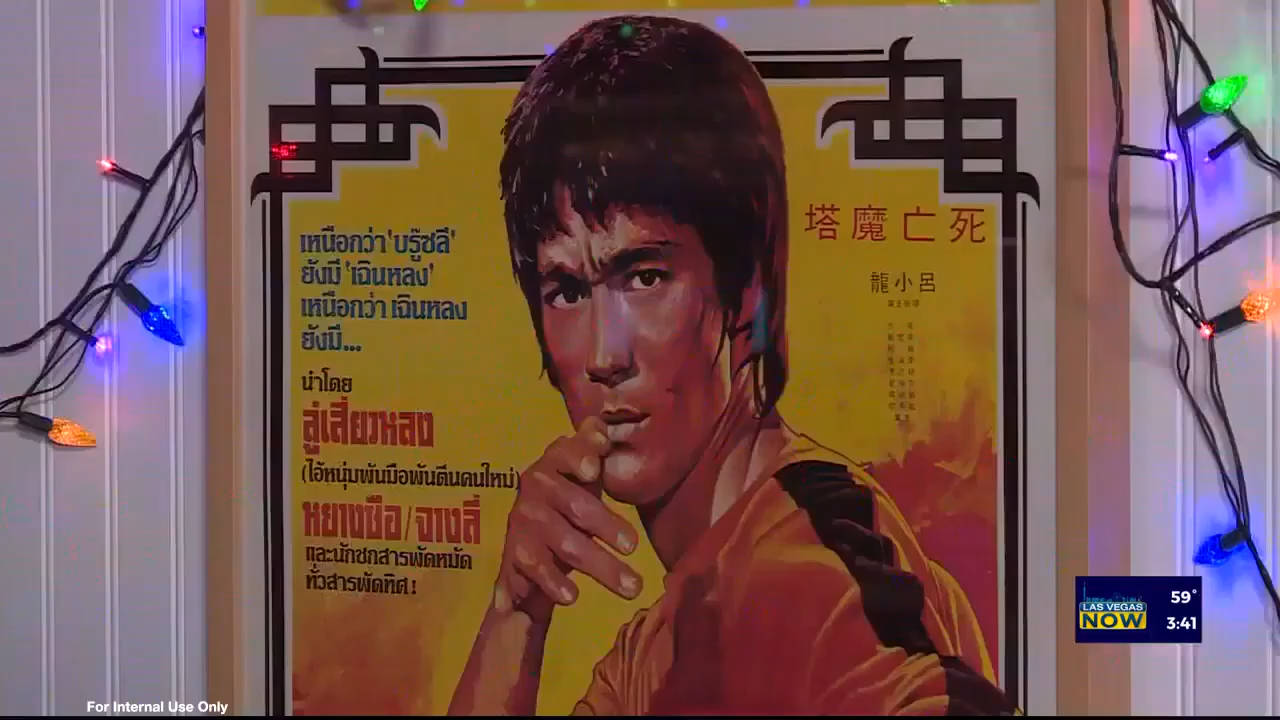 เหนือกว่า 'บรู๊ซลี'
ยังมี 'เฉินหลง'
เหนือกว่า เฉินหลง
ยังมี...
นำโดย
ลู่เสี่ยวหลง
(ไอ้หนุ่มพันมือพันตีนคนใหม่)
หยางซือ/จางลี่
และนักชกสารพัดหมัด
ทั่วสารพัดทิศ!
塔魔亡死
龍小呂
59°
LAS VEGAS
NOW
3:41
For Internal Use Only